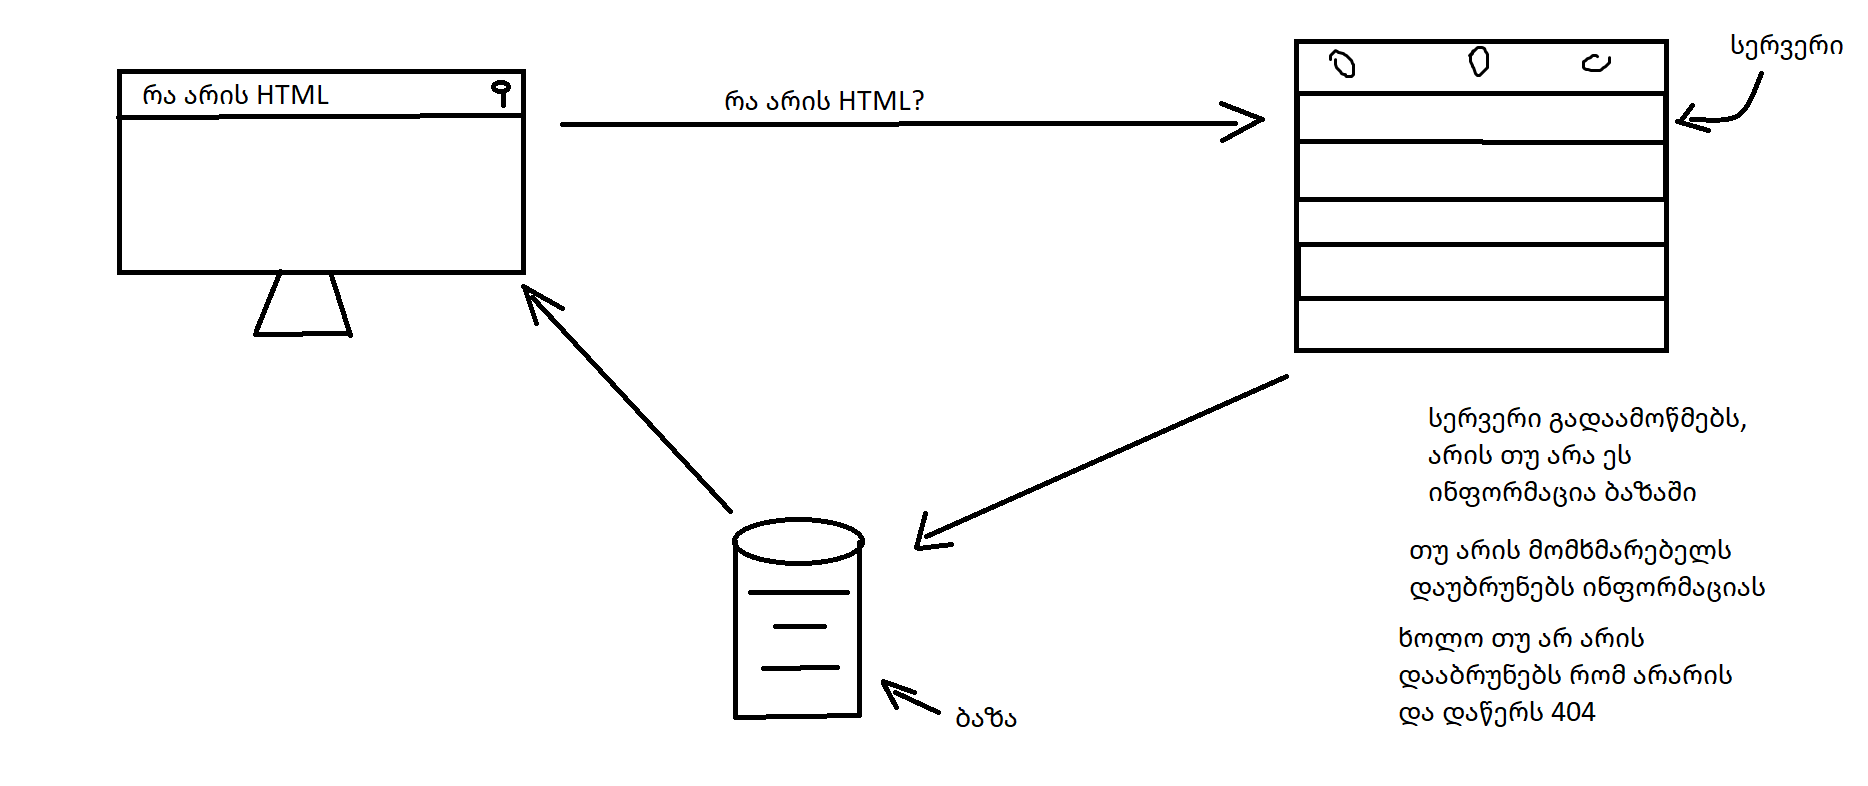 სერვერი
რა არის HTML
რა არის HTML?
სერვერი გადაამოწმებს,
არის თუ არა ეს
ინფორმაცია ბაზაში
თუ არის მომხმარებელს
დაუბრუნებს ინფორმაციას
ხოლო თუ არ არის
დააბრუნებს რომ არარის
და დაწერს 404
ბაზა